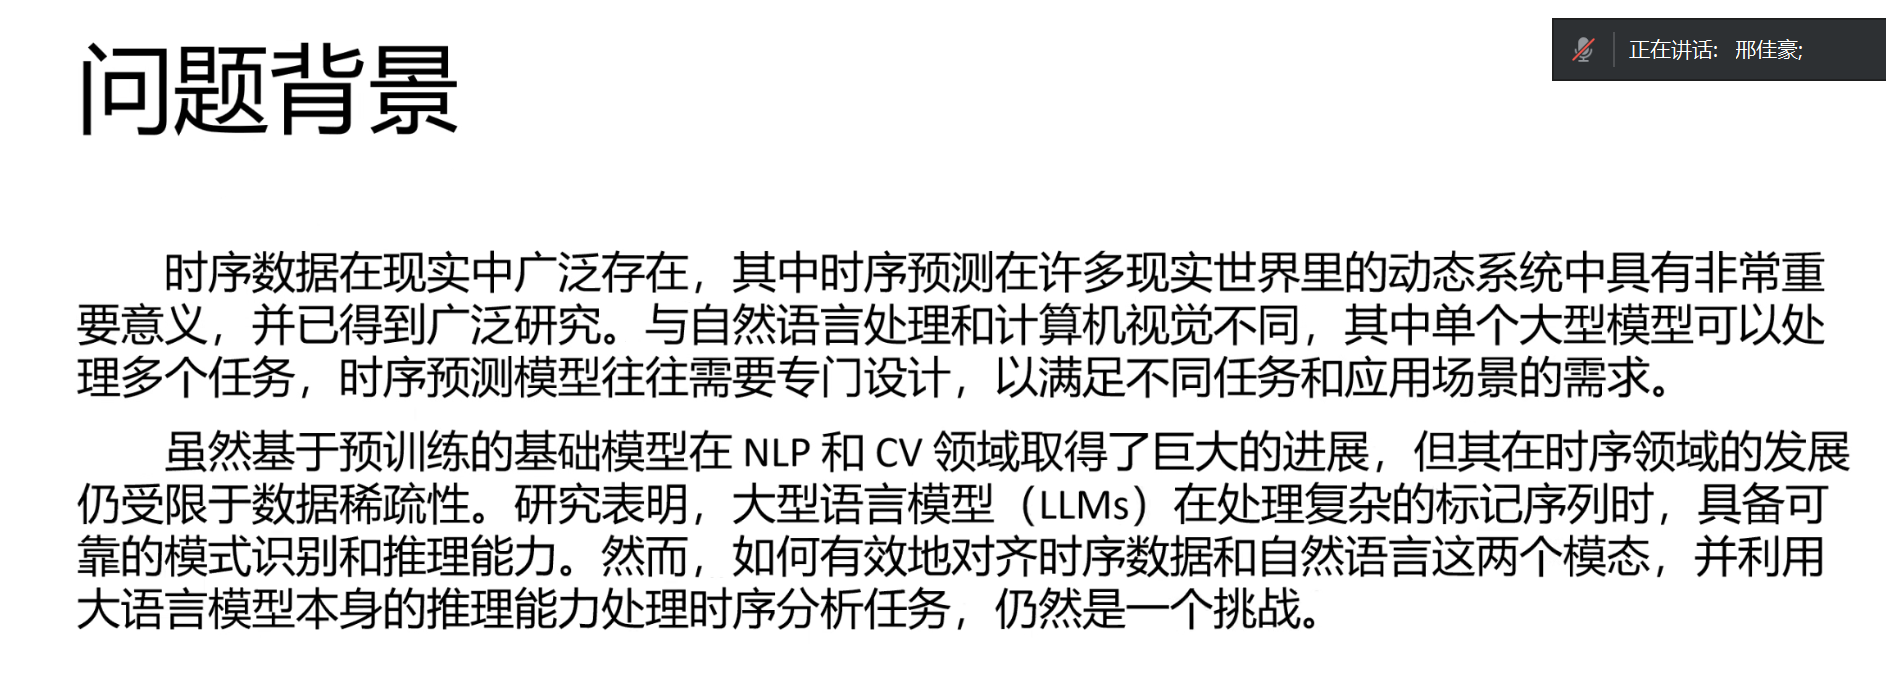 问题背景
正在讲话: 邢佳豪;
时序数据在现实中广泛存在，其中时序预测在许多现实世界里的动态系统中具有非常重
要意义，并已得到广泛研究。与自然语言处理和计算机视觉不同，其中单个大型模型可以处
理多个任务，时序预测模型往往需要专门设计，以满足不同任务和应用场景的需求。
虽然基于预训练的基础模型在 NLP 和 CV 领域取得了巨大的进展，但其在时序领域的发展
仍受限于数据稀疏性。研究表明，大型语言模型（LLMs）在处理复杂的标记序列时，具备可
靠的模式识别和推理能力。然而，如何有效地对齐时序数据和自然语言这两个模态，并利用
大语言模型本身的推理能力处理时序分析任务，仍然是一个挑战。